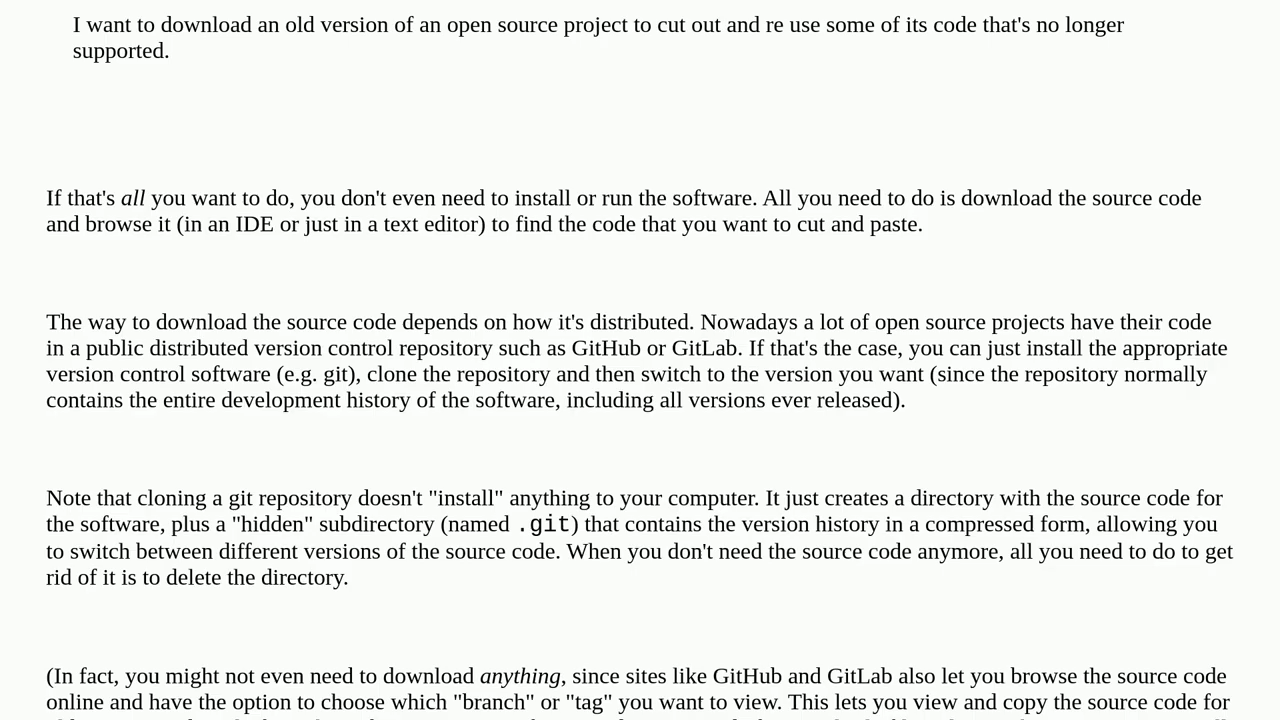 I want to download an old version of an open source project to cut out and re use some of its code that's no longer
supported.
If that's all you want to do, you don't even need to install or run the software. All you need to do is download the source code
and browse it (in an IDE or just in a text editor) to find the code that you want to cut and paste.
The way to download the source code depends on how it's distributed. Nowadays a lot of open source projects have their code
in a public distributed version control repository such as GitHub or GitLab. If that's the case, you can just install the appropriate
version control software (e.g. git), clone the repository and then switch to the version you want (since the repository normally
contains the entire development history of the software, including all versions ever released).
Note that cloning a git repository doesn't "install" anything to your computer. It just creates a directory with the source code for
the software, plus a "hidden" subdirectory (named .git) that contains the version history in a compressed form, allowing you
to switch between different versions of the source code. When you don't need the source code anymore, all you need to do to get
rid of it is to delete the directory.
(In fact, you might not even need to download anything, since sites like GitHub and GitLab also let you browse the source code
online and have the option to choose which "branch" or "tag" you want to view. This lets you view and copy the source code for